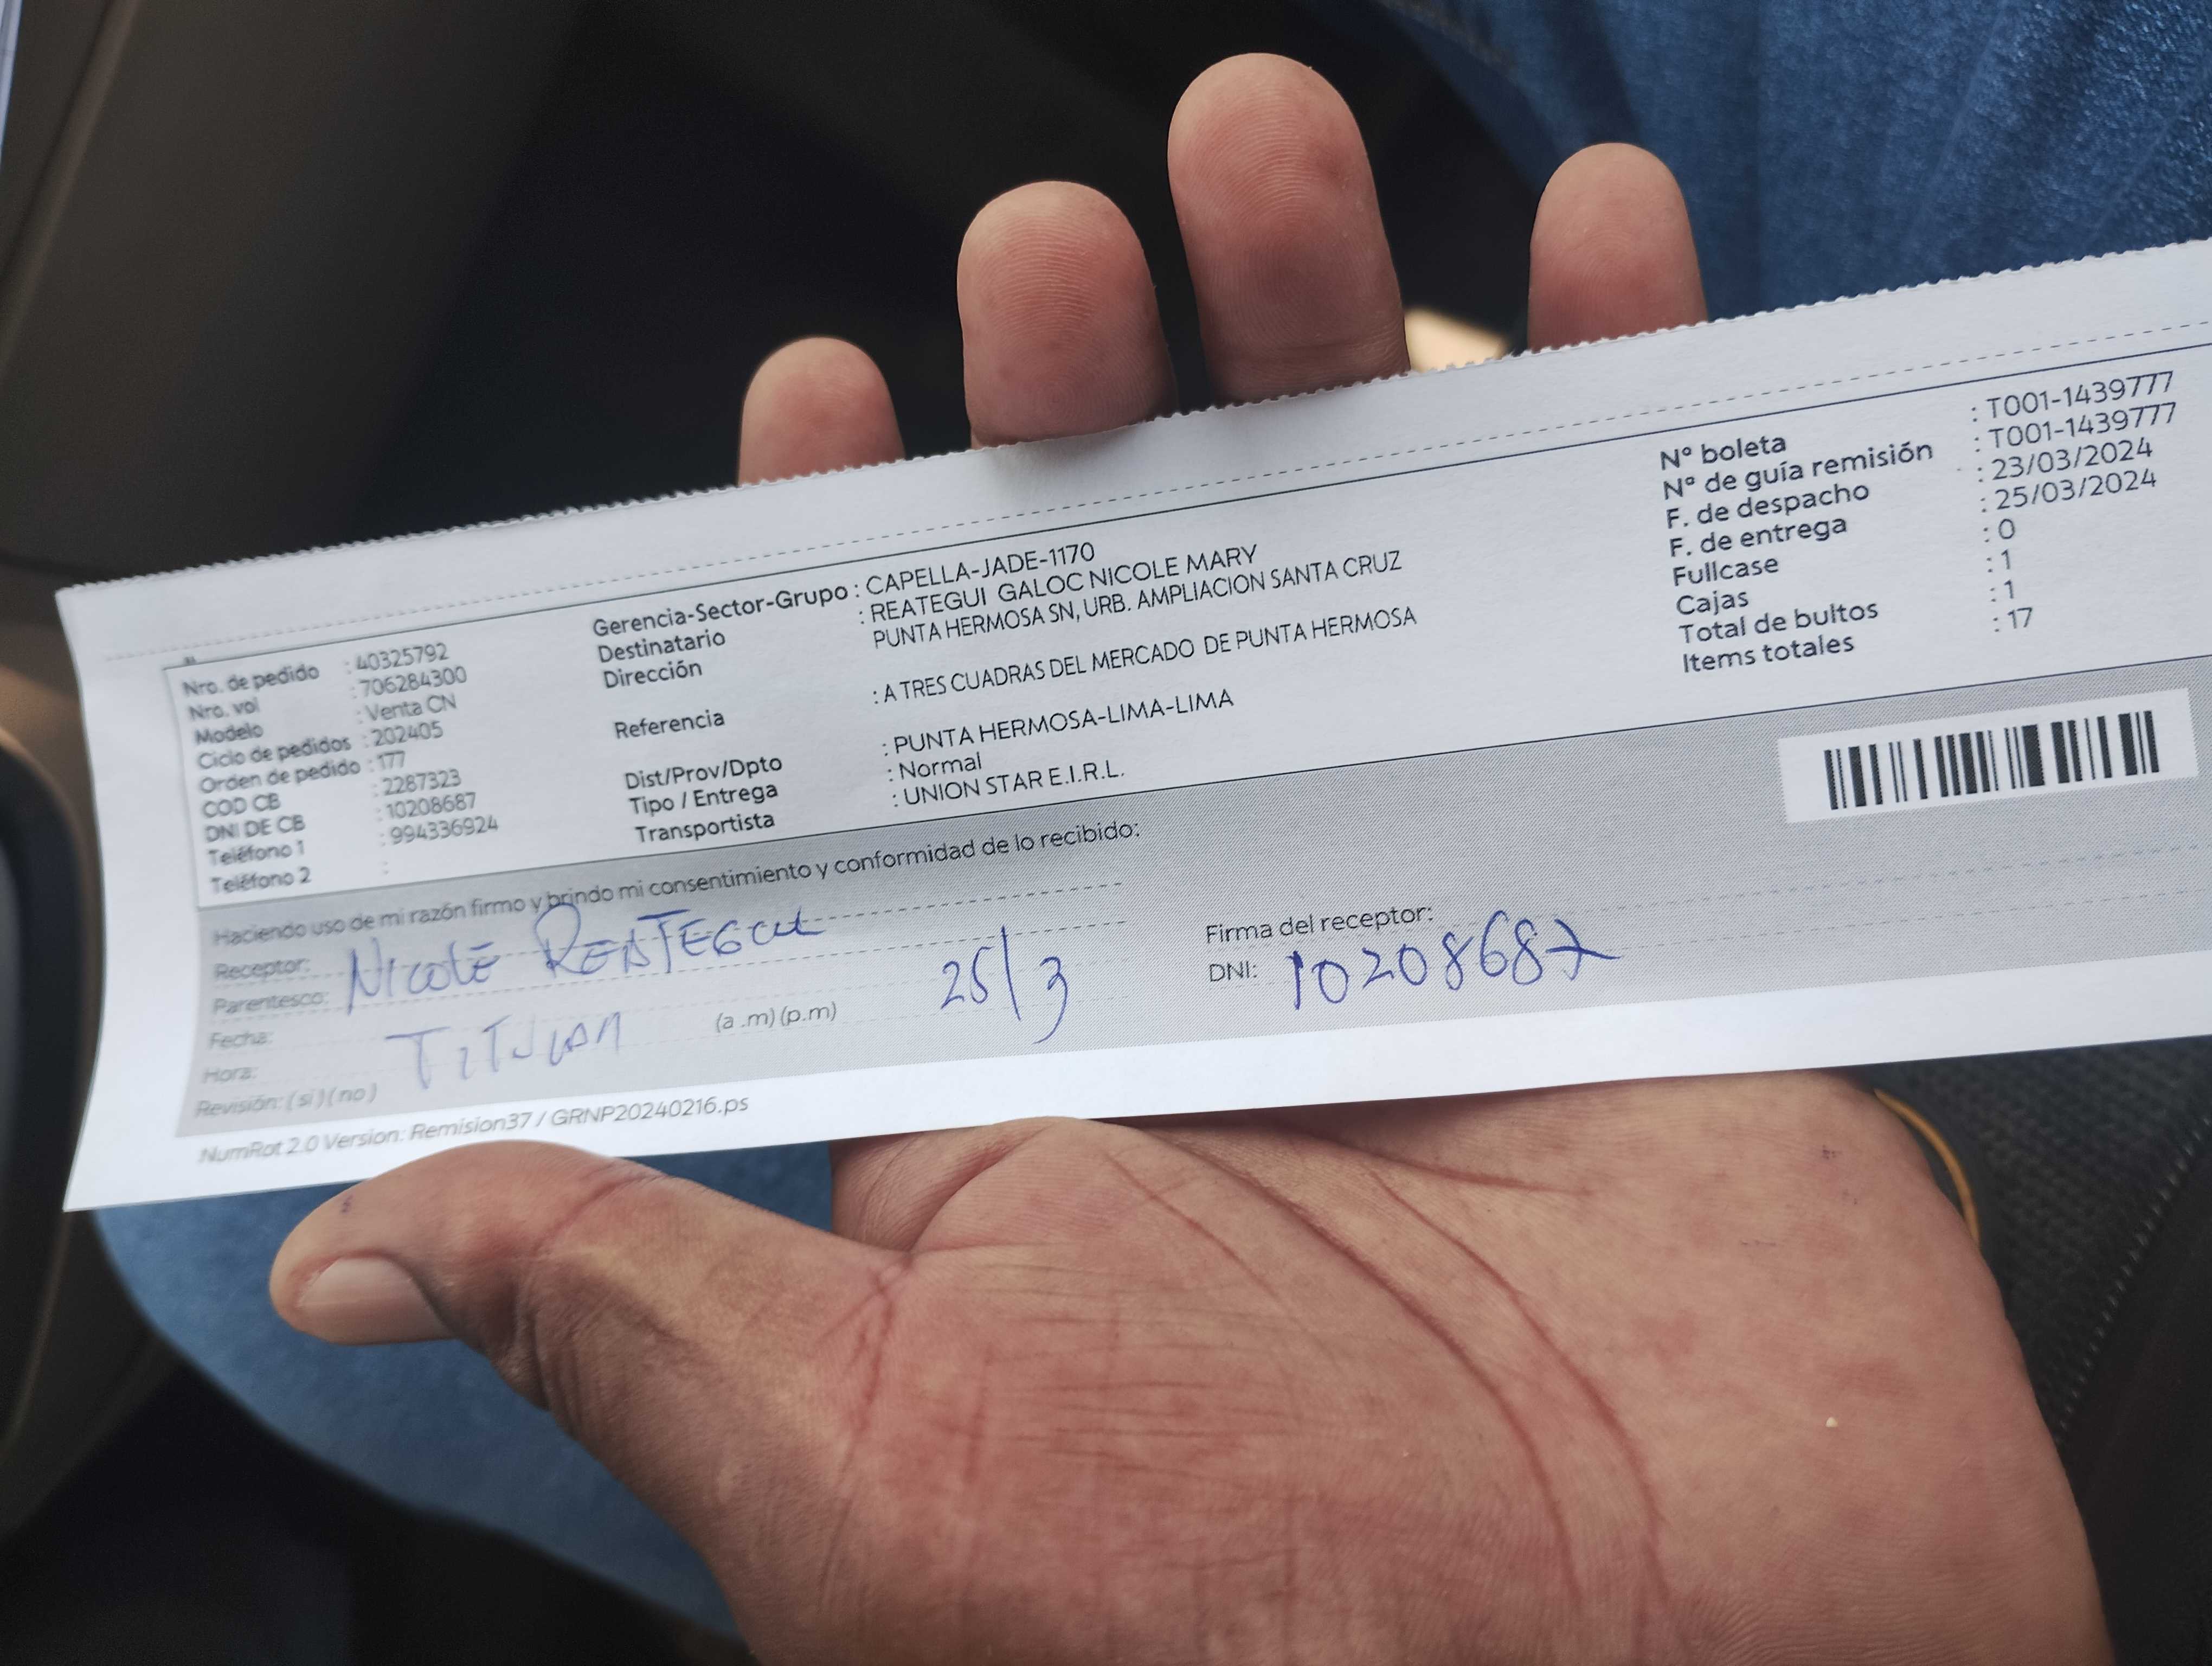 Nro. de pedido : 40325792
Nro. vol : 706284300
Modelo : Venta CN
Ciclo de pedidos : 202405
Orden de pedido : 177
COD CB : 2287323
DNI DE CB : 10208687
Teléfono 1 : 994336924
Teléfono 2 :
Gerencia-Sector-Grupo : CAPELLA-JADE-1170
Destinatario : REATEGUI GALOC NICOLE MARY
Dirección PUNTA HERMOSA SN, URB. AMPLIACION SANTA CRUZ
Referencia : A TRES CUADRAS DEL MERCADO DE PUNTA HERMOSA
Dist/Prov/Dpto : PUNTA HERMOSA-LIMA-LIMA
Tipo / Entrega : Normal
Transportista : UNION STAR E.I.R.L.
Nº boleta : T001-1439777
Nº de guía remisión : T001-1439777
F. de despacho : 23/03/2024
F. de entrega : 25/03/2024
Fullcase : 0
Cajas : 1
Total de bultos : 1
Items totales : 17
Haciendo uso de mi razón firmo y brindo mi consentimiento y conformidad de lo recibido:
Receptor: NICOLE REATEGUI
Parentesco:
Fecha: 25/3
Hora: (a .m) (p.m)
TITULAR
Revisión: ( si ) ( no )
Firma del receptor:
DNI: 10208687
NumRot 2.0 Version: Remision37 / GRNP20240216.ps